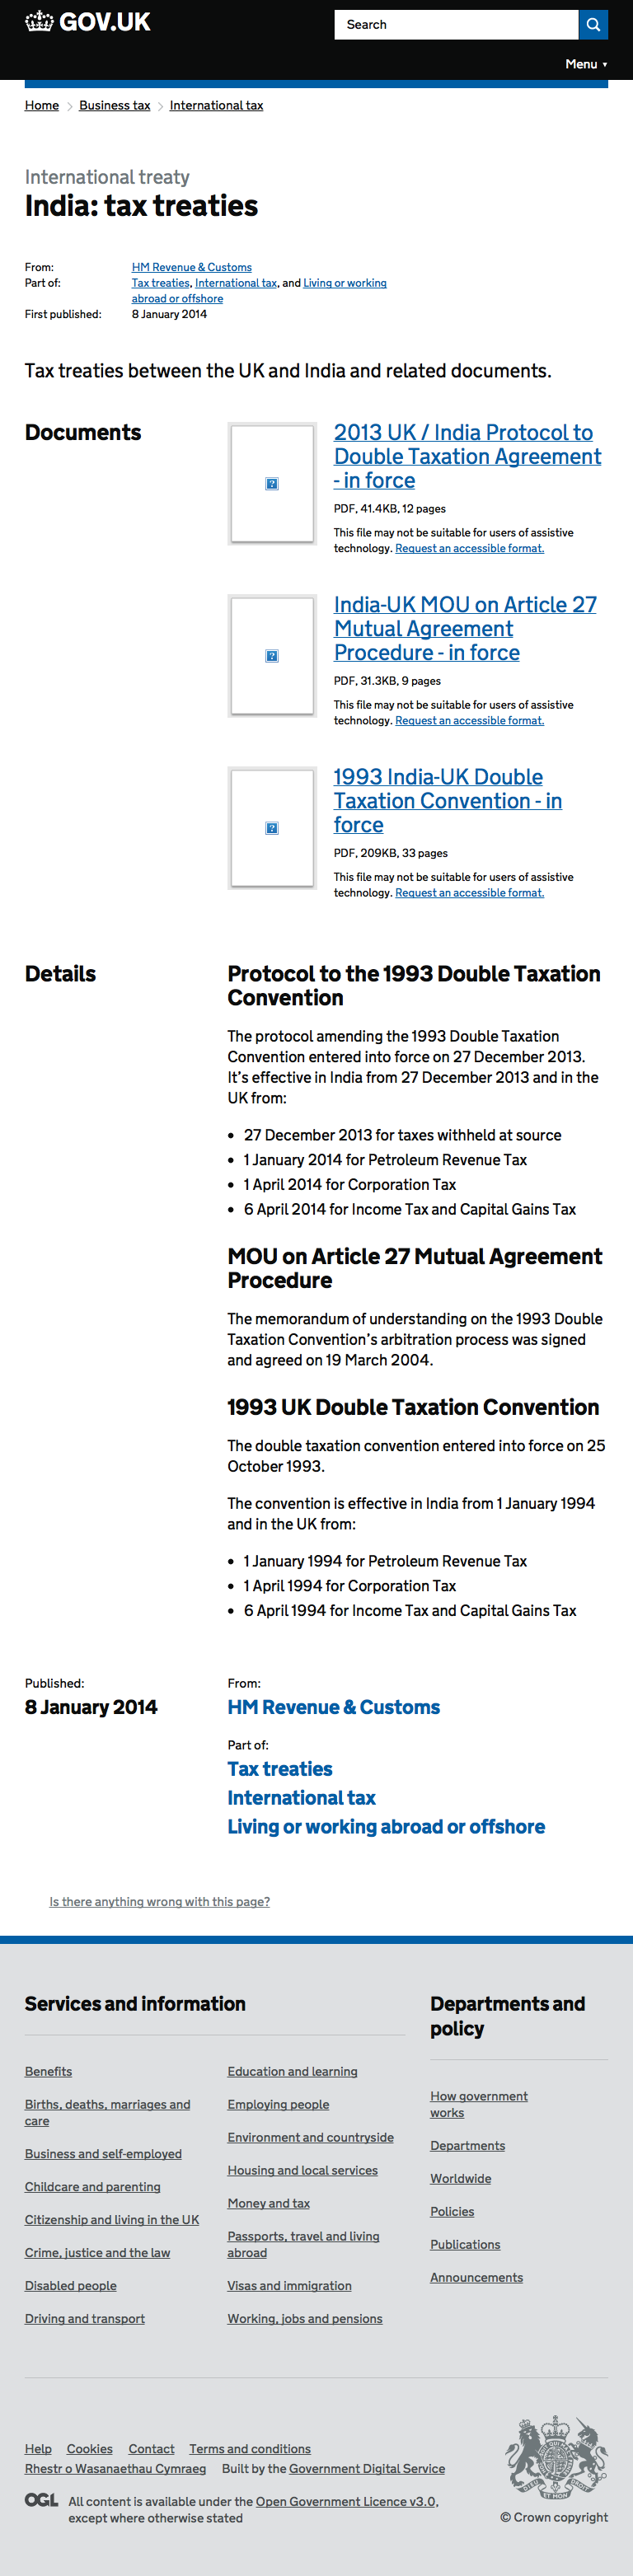 GOV.UK
Search
Menu ▼
Home > Business tax > International tax
International treaty
India: tax treaties
From: HM Revenue & Customs
Part of: Tax treaties, International tax, and Living or working
abroad or offshore
First published: 8 January 2014
Tax treaties between the UK and India and related documents.
Documents
2013 UK / India Protocol to
Double Taxation Agreement
- in force
PDF, 41.4KB, 12 pages
This file may not be suitable for users of assistive
technology. Request an accessible format.
India-UK MOU on Article 27
Mutual Agreement
Procedure - in force
PDF, 31.3KB, 9 pages
This file may not be suitable for users of assistive
technology. Request an accessible format.
1993 India-UK Double
Taxation Convention - in
force
PDF, 209KB, 33 pages
This file may not be suitable for users of assistive
technology. Request an accessible format.
Details
Protocol to the 1993 Double Taxation
Convention
The protocol amending the 1993 Double Taxation
Convention entered into force on 27 December 2013.
It’s effective in India from 27 December 2013 and in the
UK from:
• 27 December 2013 for taxes withheld at source
• 1 January 2014 for Petroleum Revenue Tax
• 1 April 2014 for Corporation Tax
• 6 April 2014 for Income Tax and Capital Gains Tax
MOU on Article 27 Mutual Agreement
Procedure
The memorandum of understanding on the 1993 Double
Taxation Convention’s arbitration process was signed
and agreed on 19 March 2004.
1993 UK Double Taxation Convention
The double taxation convention entered into force on 25
October 1993.
The convention is effective in India from 1 January 1994
and in the UK from:
• 1 January 1994 for Petroleum Revenue Tax
• 1 April 1994 for Corporation Tax
• 6 April 1994 for Income Tax and Capital Gains Tax
Published:
8 January 2014
From:
HM Revenue & Customs
Part of:
Tax treaties
International tax
Living or working abroad or offshore
Is there anything wrong with this page?
Services and information
Benefits
Births, deaths, marriages and
care
Business and self-employed
Childcare and parenting
Citizenship and living in the UK
Crime, justice and the law
Disabled people
Driving and transport
Education and learning
Employing people
Environment and countryside
Housing and local services
Money and tax
Passports, travel and living
abroad
Visas and immigration
Working, jobs and pensions
Departments and
policy
How government
works
Departments
Worldwide
Policies
Publications
Announcements
Help Cookies Contact Terms and conditions
Rhestr o Wasanaethau Cymraeg Built by the Government Digital Service
OGL All content is available under the Open Government Licence v3.0,
except where otherwise stated
© Crown copyright